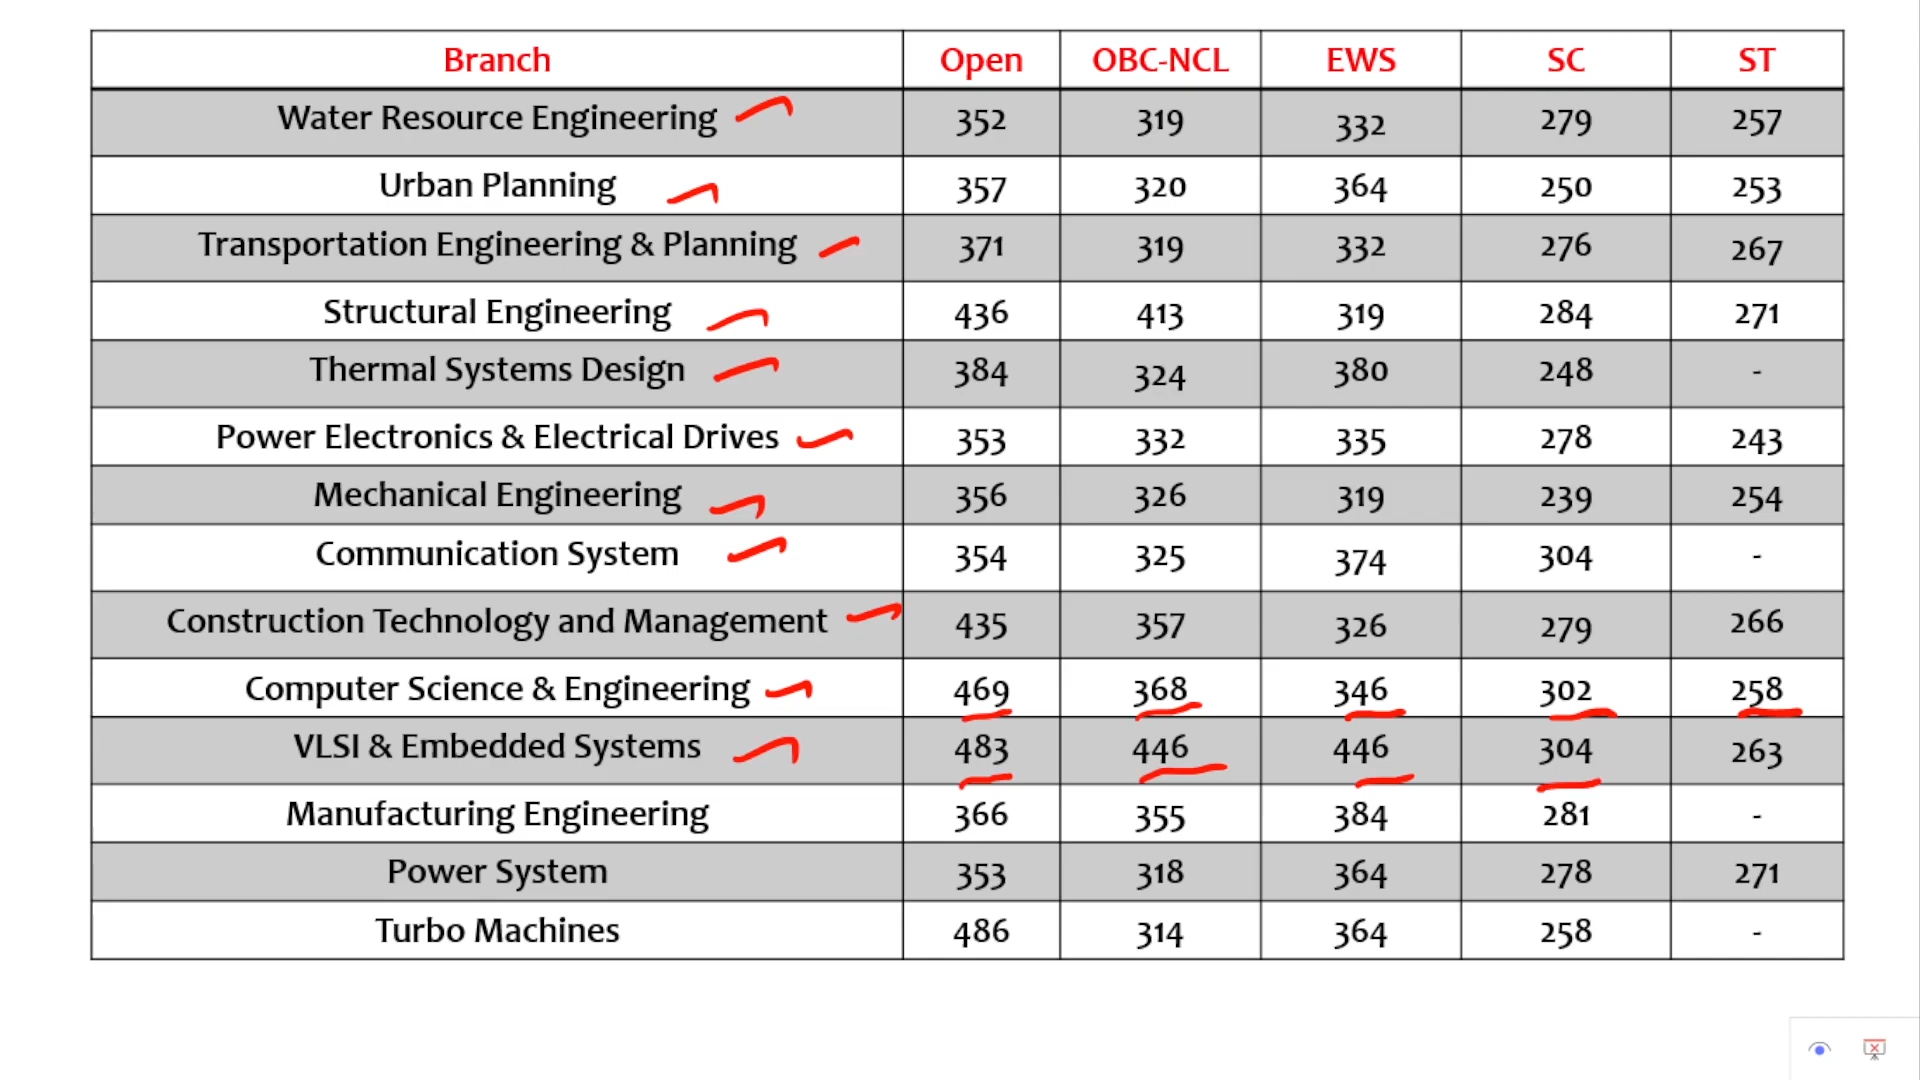 Branch Open OBC-NCL EWS SC ST
Water Resource Engineering 352 319 332 279 257
Urban Planning 357 320 364 250 253
Transportation Engineering & Planning 371 319 332 276 267
Structural Engineering 436 413 319 284 271
Thermal Systems Design 384 324 380 248 -
Power Electronics & Electrical Drives 353 332 335 278 243
Mechanical Engineering 356 326 319 239 254
Communication System 354 325 374 304 -
Construction Technology and Management 435 357 326 279 266
Computer Science & Engineering 469 368 346 302 258
VLSI & Embedded Systems 483 446 446 304 263
Manufacturing Engineering 366 355 384 281 -
Power System 353 318 364 278 271
Turbo Machines 486 314 364 258 -